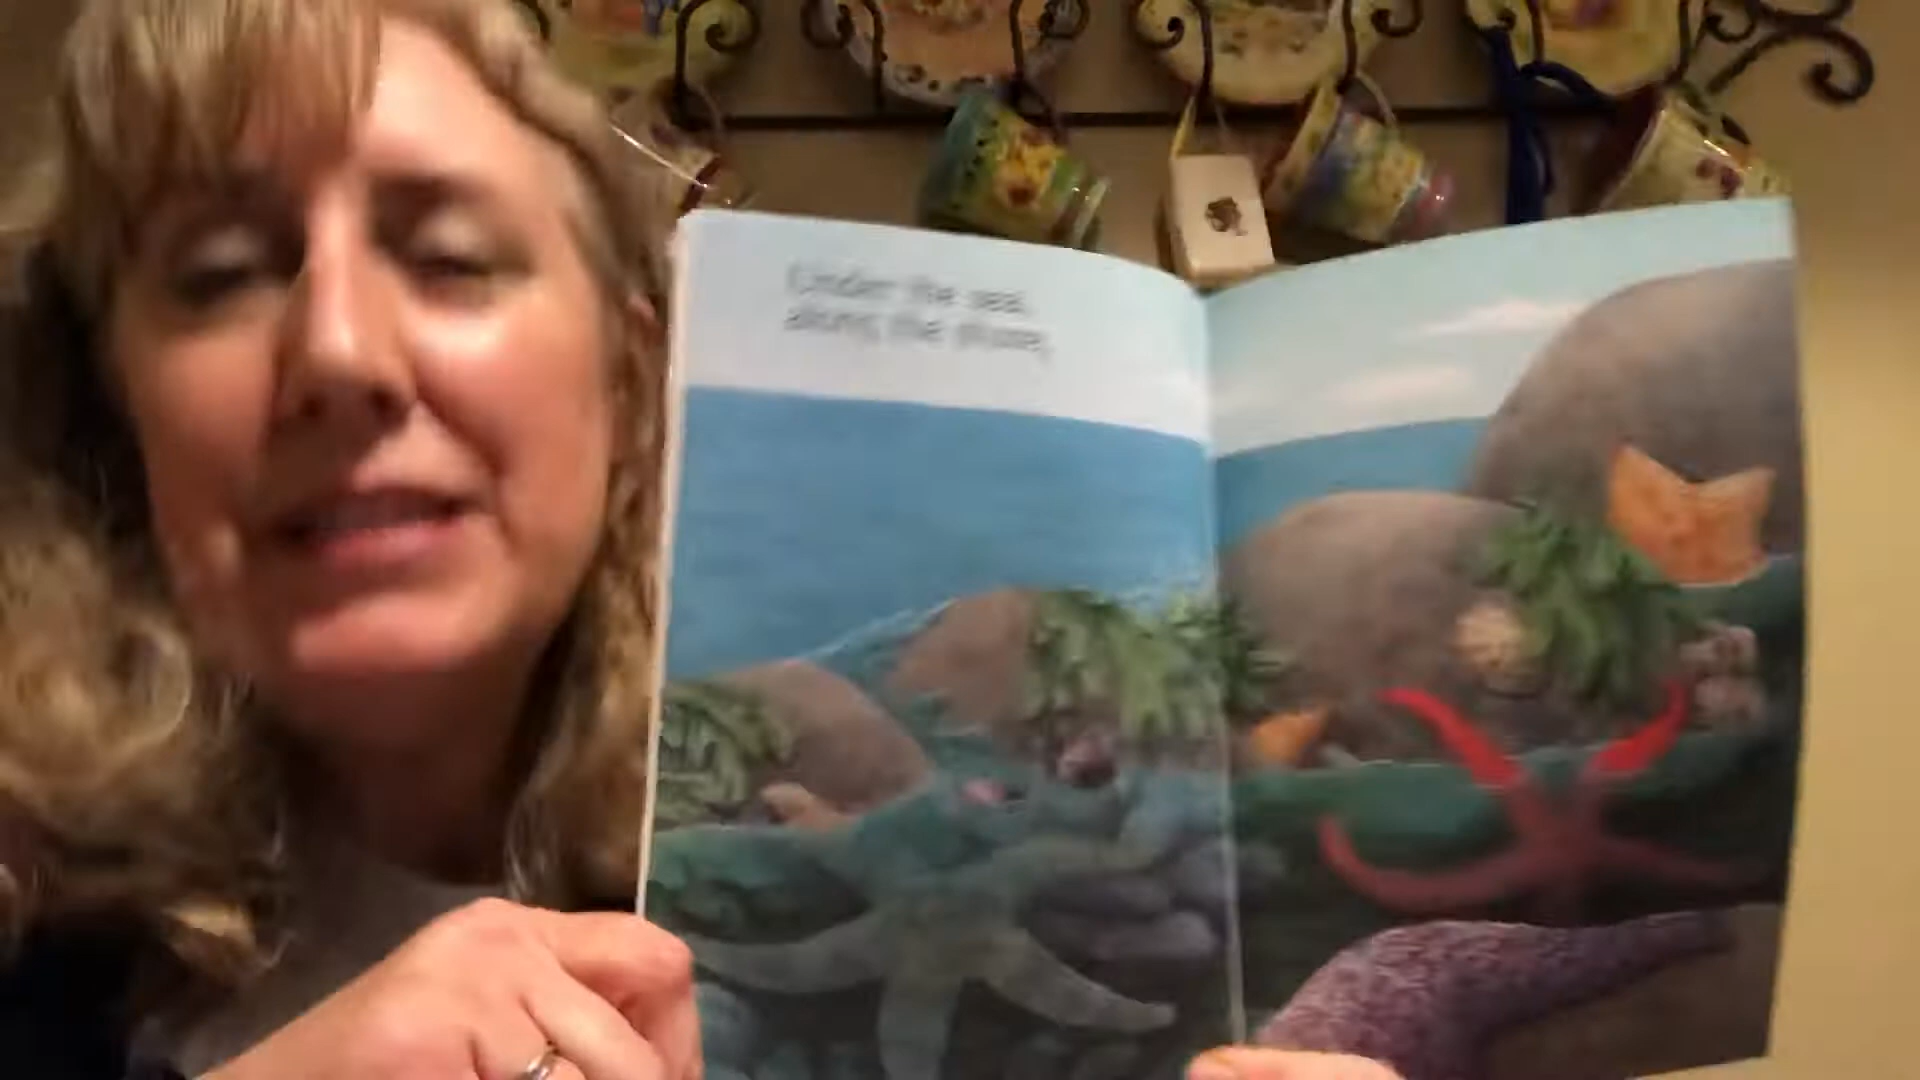 Under the sea,
along the shore,